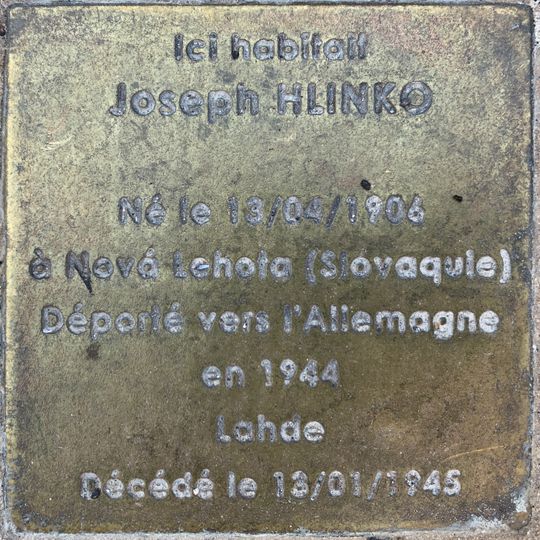 Ici habitait
Joseph HLINKO
Né le 13/04/1906
à Nová Lehota (Slovaquie)
Déporté vers l'Allemagne
en 1944
Lahde
Décédé le 13/01/1945